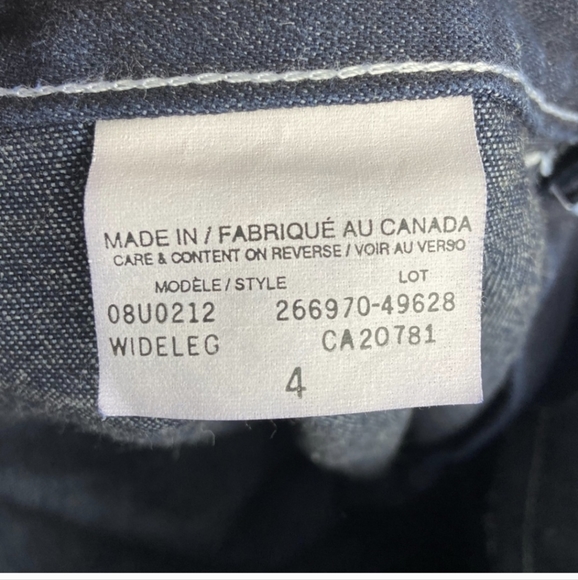 MADE IN / FABRIQUÉ AU CANADA
CARE & CONTENT ON REVERSE / VOIR AU VERSO
MODÈLE / STYLE LOT
08U0212 266970-49628
WIDELEG CA20781
4